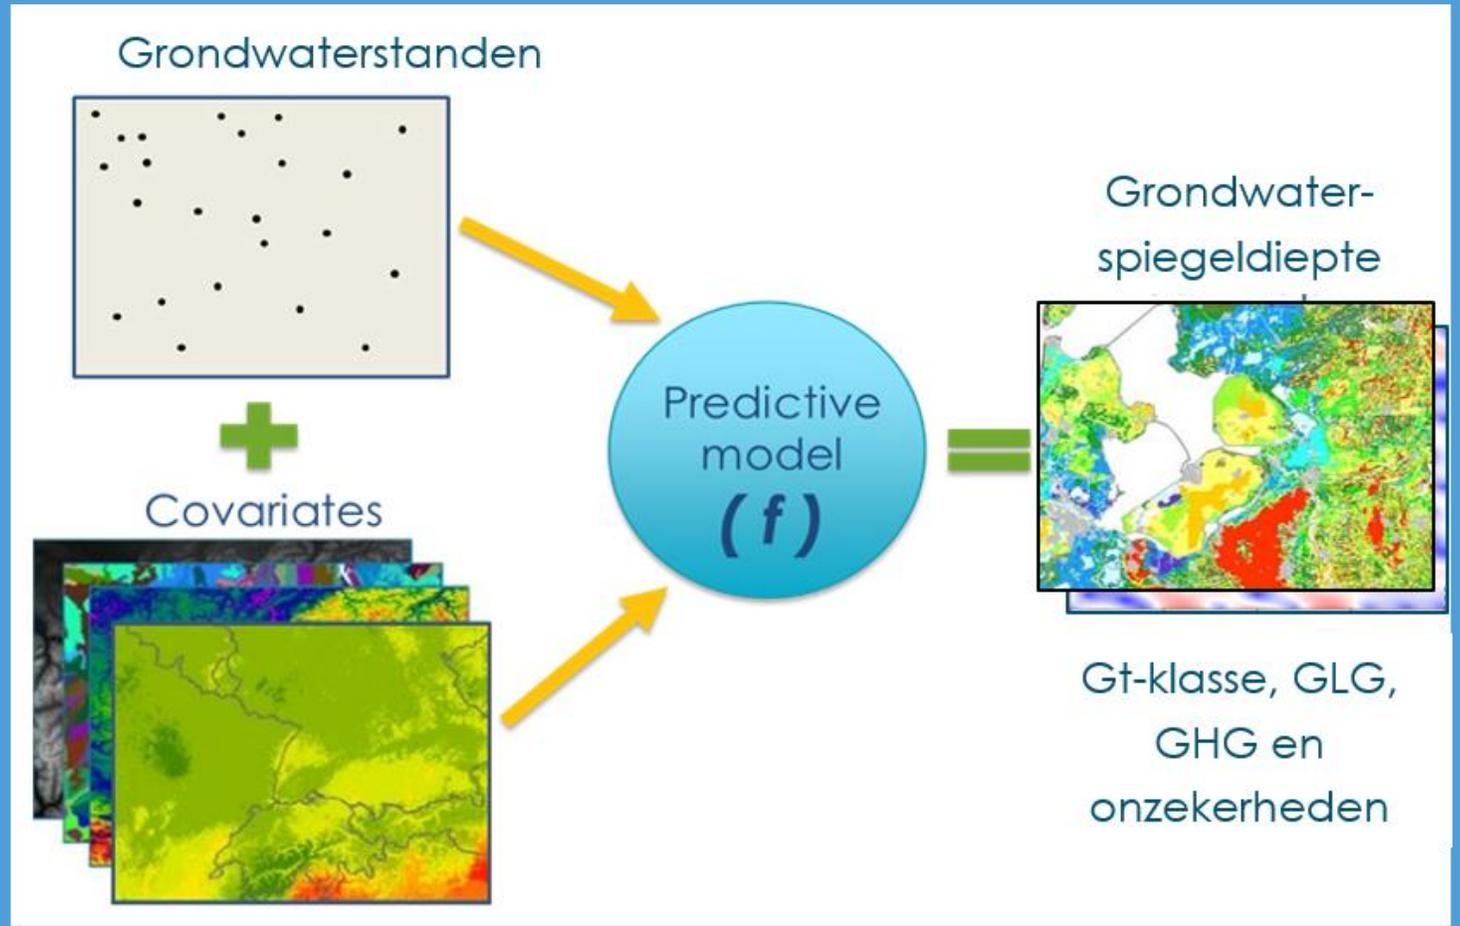 Grondwaterstanden
Covariates
Predictive
model
( f )
Grondwater-
spiegeldiepte
Gt-klasse, GLG,
GHG en
onzekerheden